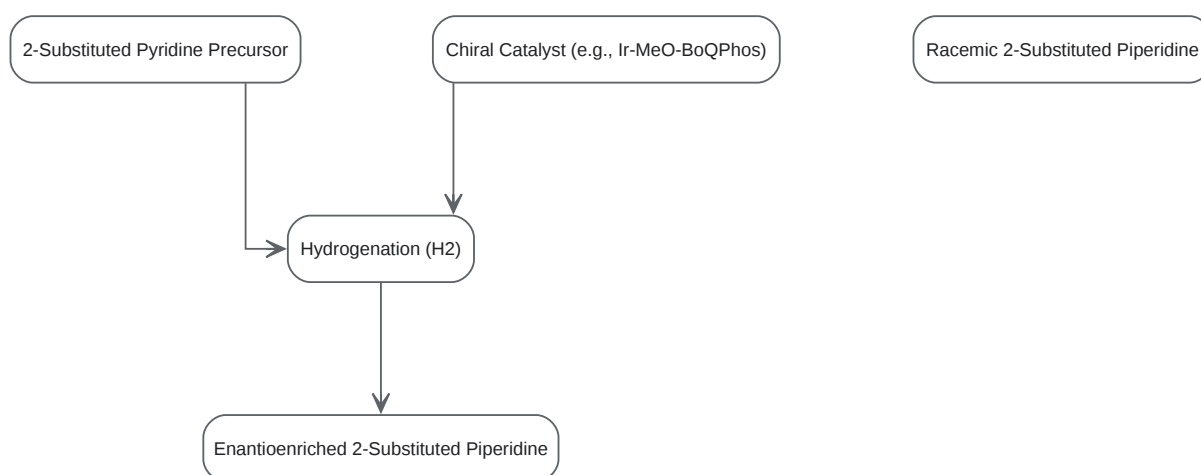 2-Substituted Pyridine Precursor
Chiral Catalyst (e.g., Ir-MeO-BoQPhos)
Racemic 2-Substituted Piperidine
Hydrogenation (H2)
Enantioenriched 2-Substituted Piperidine